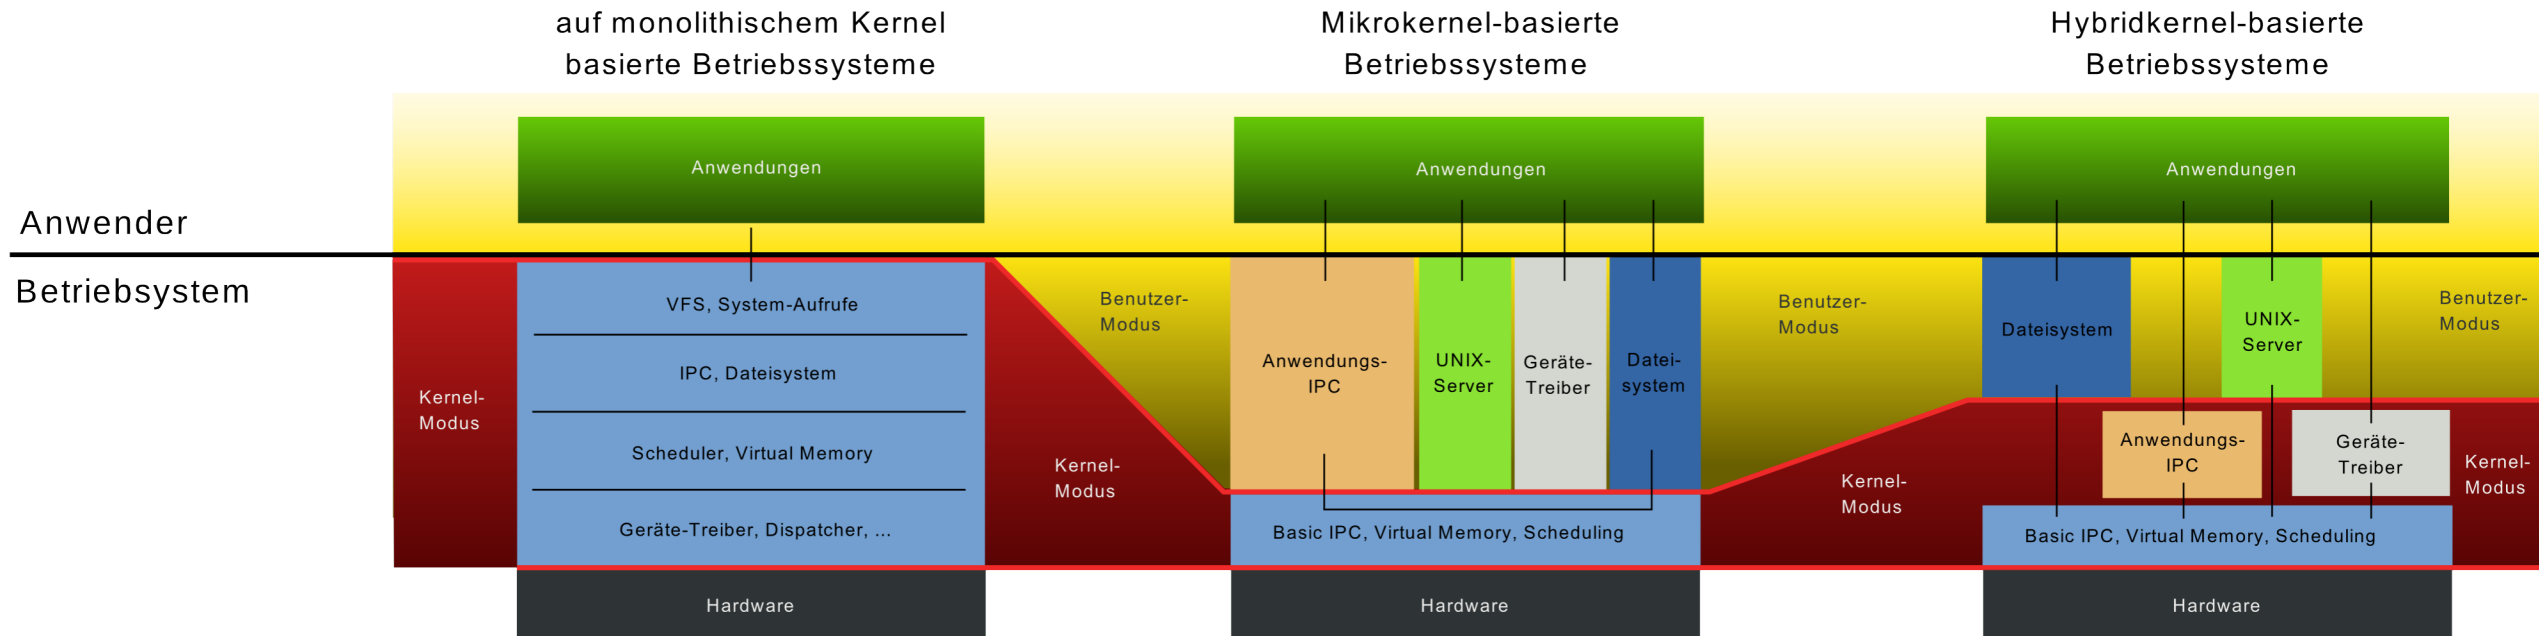 auf monolithischem Kernel
basierte Betriebssysteme
Mikrokernel-basierte
Betriebssysteme
Hybridkernel-basierte
Betriebssysteme
Anwender
Betriebsystem
Anwendungen
VFS, System-Aufrufe
IPC, Dateisystem
Scheduler, Virtual Memory
Geräte-Treiber, Dispatcher, ...
Hardware
Kernel-
Modus
Kernel-
Modus
Benutzer-
Modus
Anwendungen
Anwendungs-
IPC
UNIX-
Server
Geräte-
Treiber
Datei-
system
Basic IPC, Virtual Memory, Scheduling
Hardware
Benutzer-
Modus
Kernel-
Modus
Anwendungen
Dateisystem
UNIX-
Server
Benutzer-
Modus
Anwendungs-
IPC
Geräte-
Treiber
Kernel-
Modus
Basic IPC, Virtual Memory, Scheduling
Hardware